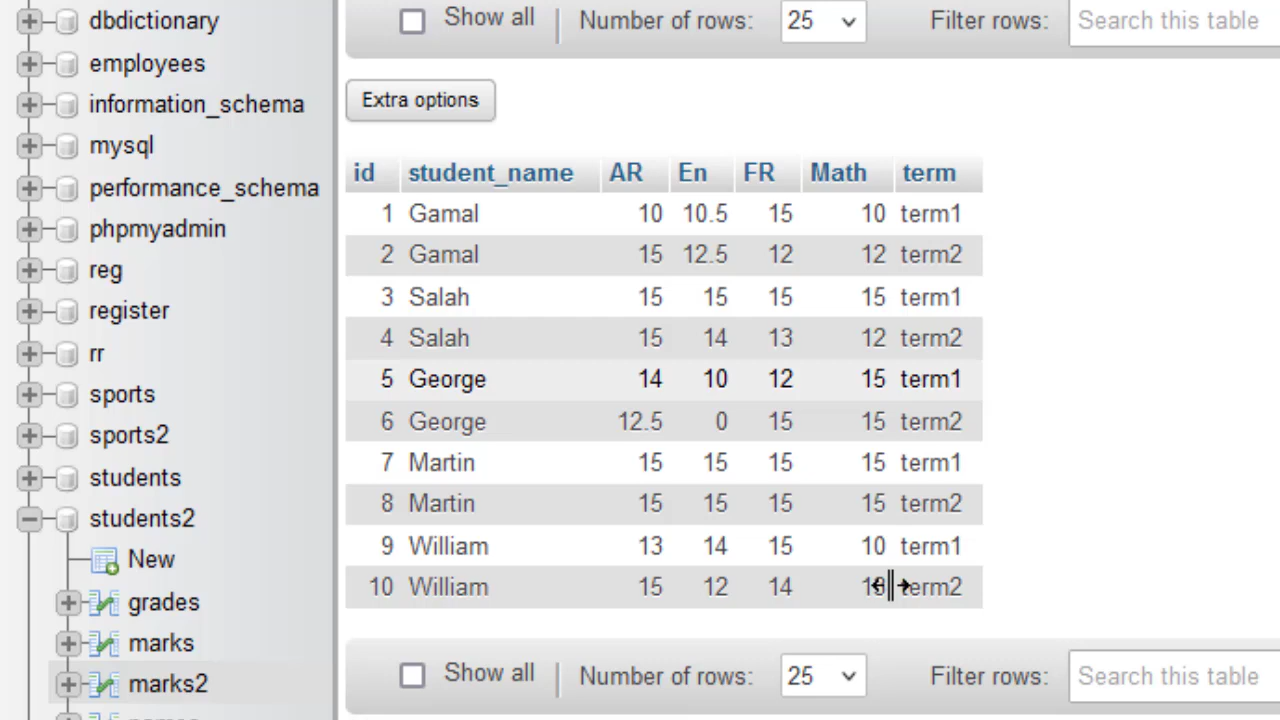 dbdictionary
employees
information_schema
mysql
performance_schema
phpmyadmin
reg
register
rr
sports
sports2
students
students2
New
grades
marks
marks2
Show all Number of rows: 25 Filter rows: Search this table
Extra options
id student_name AR En FR Math term
1 Gamal 10 10.5 15 10 term1
2 Gamal 15 12.5 12 12 term2
3 Salah 15 15 15 15 term1
4 Salah 15 14 13 12 term2
5 George 14 10 12 15 term1
6 George 12.5 0 15 15 term2
7 Martin 15 15 15 15 term1
8 Martin 15 15 15 15 term2
9 William 13 14 15 10 term1
10 William 15 12 14 term2
Show all Number of rows: 25 Filter rows: Search this table